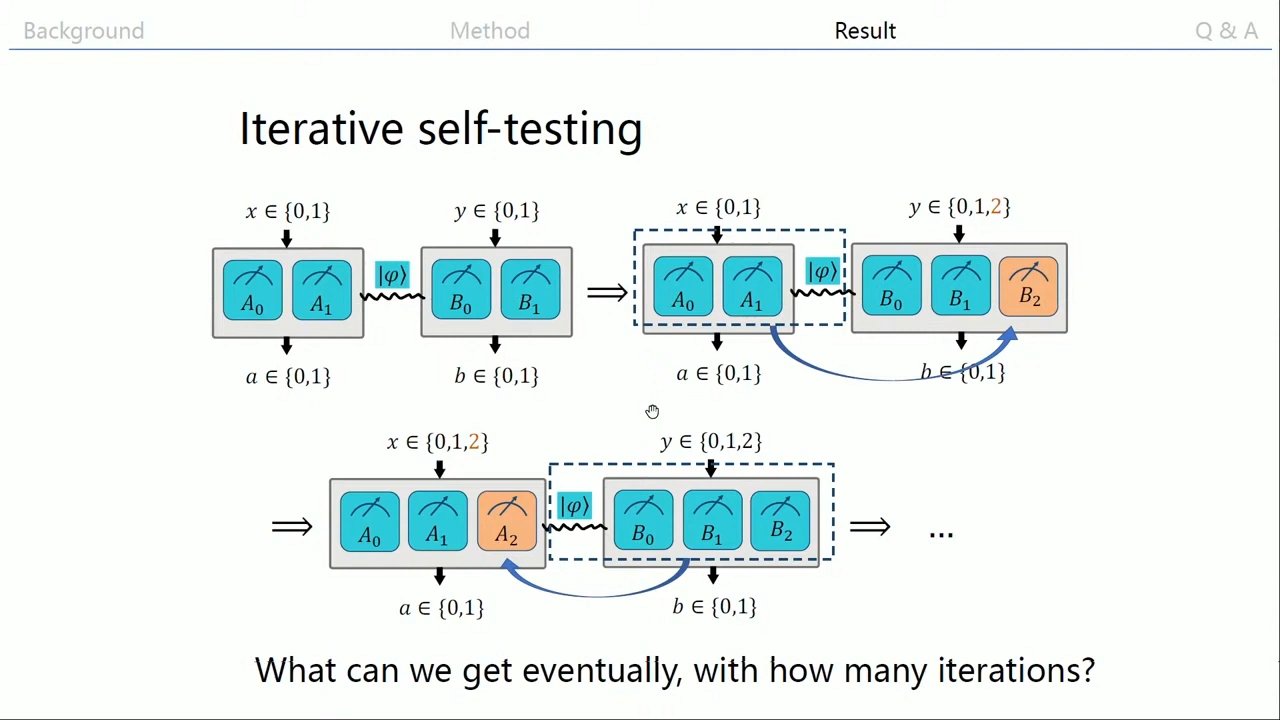 Background Method Result Q & A
Iterative self-testing
x ∈ {0,1} y ∈ {0,1} x ∈ {0,1} y ∈ {0,1,2}
|φ⟩ |φ⟩
A₀ A₁ B₀ B₁ ⟹ A₀ A₁ B₀ B₁ B₂
a ∈ {0,1} b ∈ {0,1} a ∈ {0,1} b ∈ {0,1}
x ∈ {0,1,2} y ∈ {0,1,2}
|φ⟩
⟹ A₀ A₁ A₂ B₀ B₁ B₂ ⟹ ...
a ∈ {0,1} b ∈ {0,1}
What can we get eventually, with how many iterations?